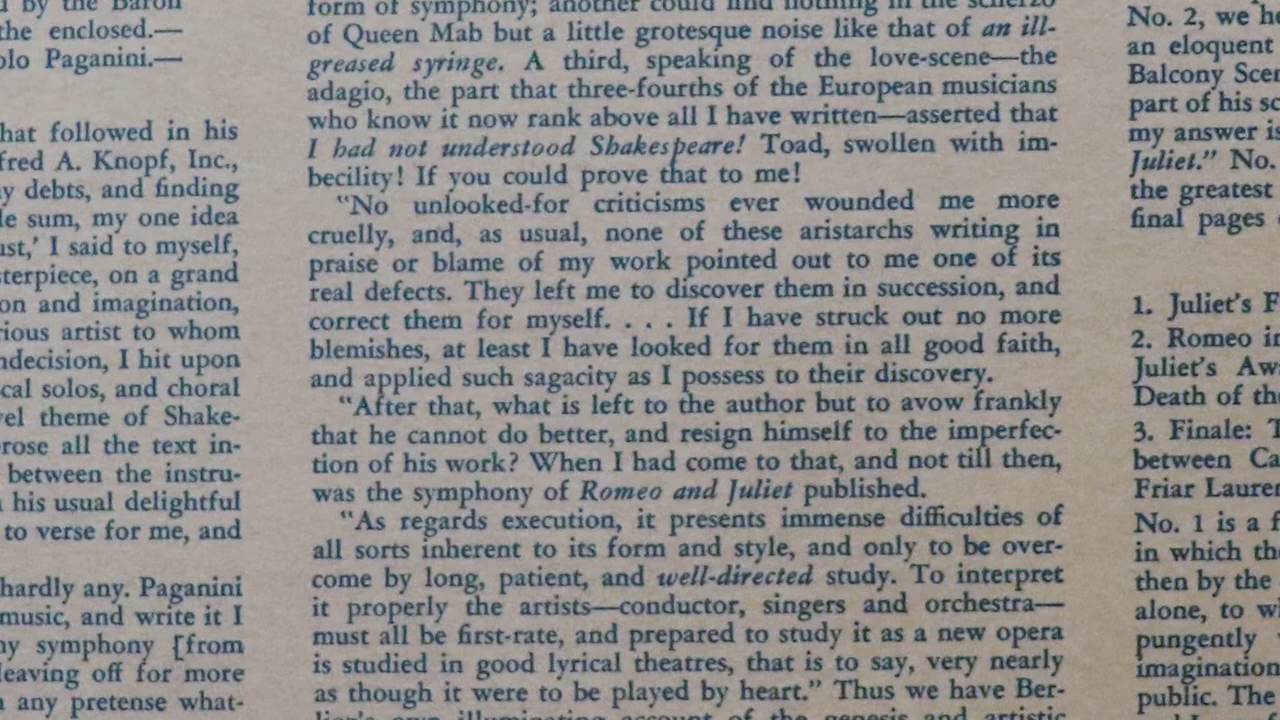 d by the Baron
the enclosed.—
olo Paganini.—
hat followed in his
fred A. Knopf, Inc.,
y debts, and finding
le sum, my one idea
ust,' I said to myself,
terpiece, on a grand
on and imagination,
rious artist to whom
ndecision, I hit upon
cal solos, and choral
vel theme of Shake-
rose all the text in-
between the instru-
his usual delightful
to verse for me, and
hardly any. Paganini
music, and write it I
ny symphony [from
leaving off for more
any pretense what-
form of symphony; another could find nothing in the scherzo
of Queen Mab but a little grotesque noise like that of an ill-
greased syringe. A third, speaking of the love-scene—the
adagio, the part that three-fourths of the European musicians
who know it now rank above all I have written—asserted that
I had not understood Shakespeare! Toad, swollen with im-
becility! If you could prove that to me!
"No unlooked-for criticisms ever wounded me more
cruelly, and, as usual, none of these aristarchs writing in
praise or blame of my work pointed out to me one of its
real defects. They left me to discover them in succession, and
correct them for myself. . . . If I have struck out no more
blemishes, at least I have looked for them in all good faith,
and applied such sagacity as I possess to their discovery.
"After that, what is left to the author but to avow frankly
that he cannot do better, and resign himself to the imperfec-
tion of his work? When I had come to that, and not till then,
was the symphony of Romeo and Juliet published.
"As regards execution, it presents immense difficulties of
all sorts inherent to its form and style, and only to be over-
come by long, patient, and well-directed study. To interpret
it properly the artists—conductor, singers and orchestra—
must all be first-rate, and prepared to study it as a new opera
is studied in good lyrical theatres, that is to say, very nearly
as though it were to be played by heart." Thus we have Ber-
lioz's own illuminating account of the genesis and artistic
No. 2, we he
an eloquent
Balcony Scen
part of his sc
my answer is
Juliet." No.
the greatest
final pages
1. Juliet's F
2. Romeo in
Juliet's Aw
Death of the
3. Finale: T
between Ca
Friar Lauren
No. 1 is a f
in which the
then by the
alone, to w
pungently
imagination
public. The